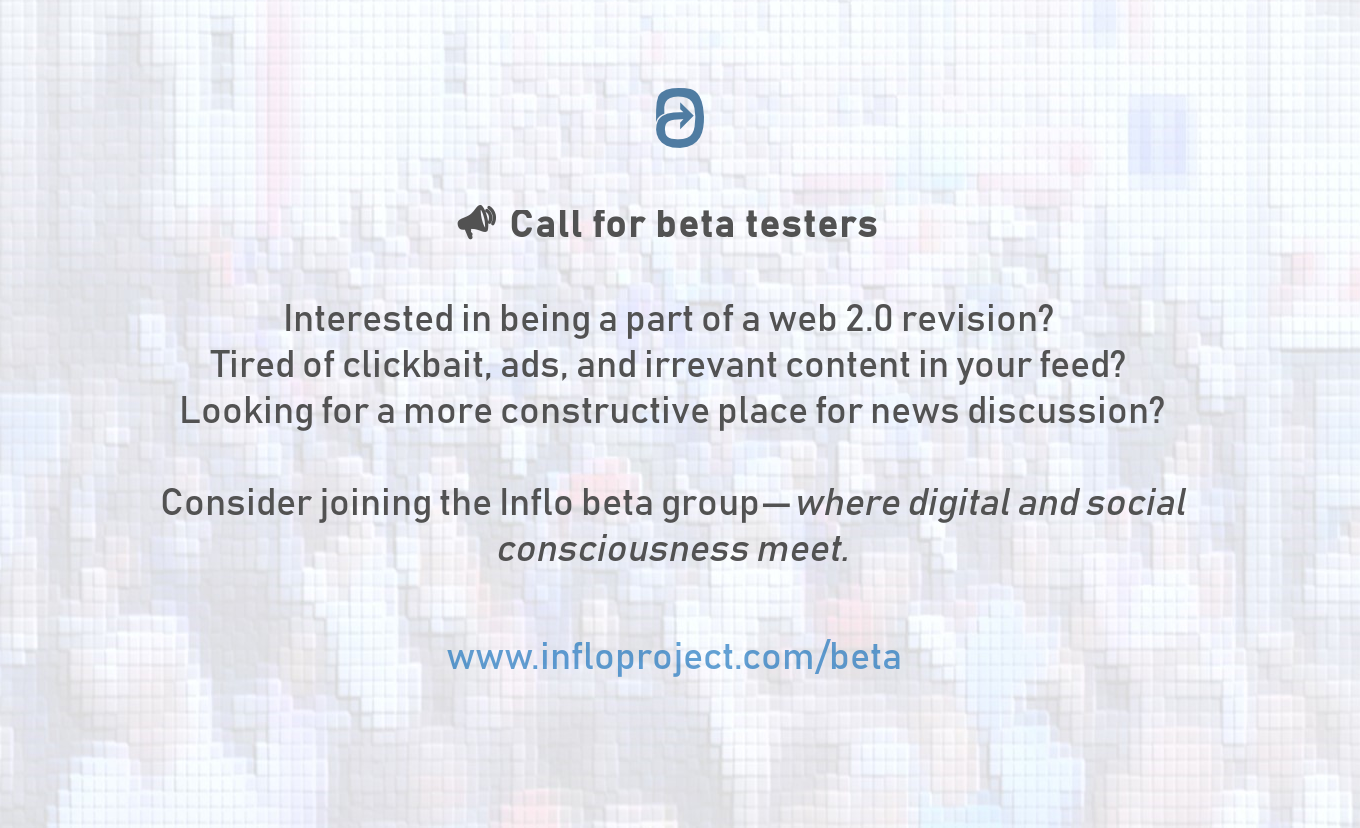 Call for beta testers
Interested in being a part of a web 2.0 revision?
Tired of clickbait, ads, and irrevant content in your feed?
Looking for a more constructive place for news discussion?
Consider joining the Inflo beta group—where digital and social
consciousness meet.
www.infloproject.com/beta